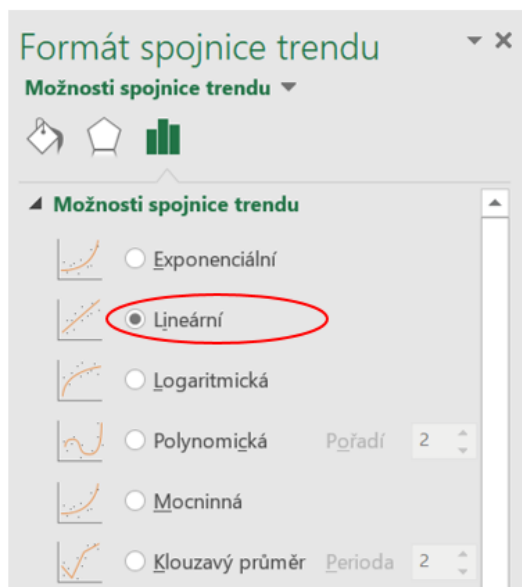 Formát spojnice trendu
Možnosti spojnice trendu
Možnosti spojnice trendu
Exponenciální
Lineární
Logaritmická
Polynomická Pořadí 2
Mocninná
Klouzavý průměr Perioda 2